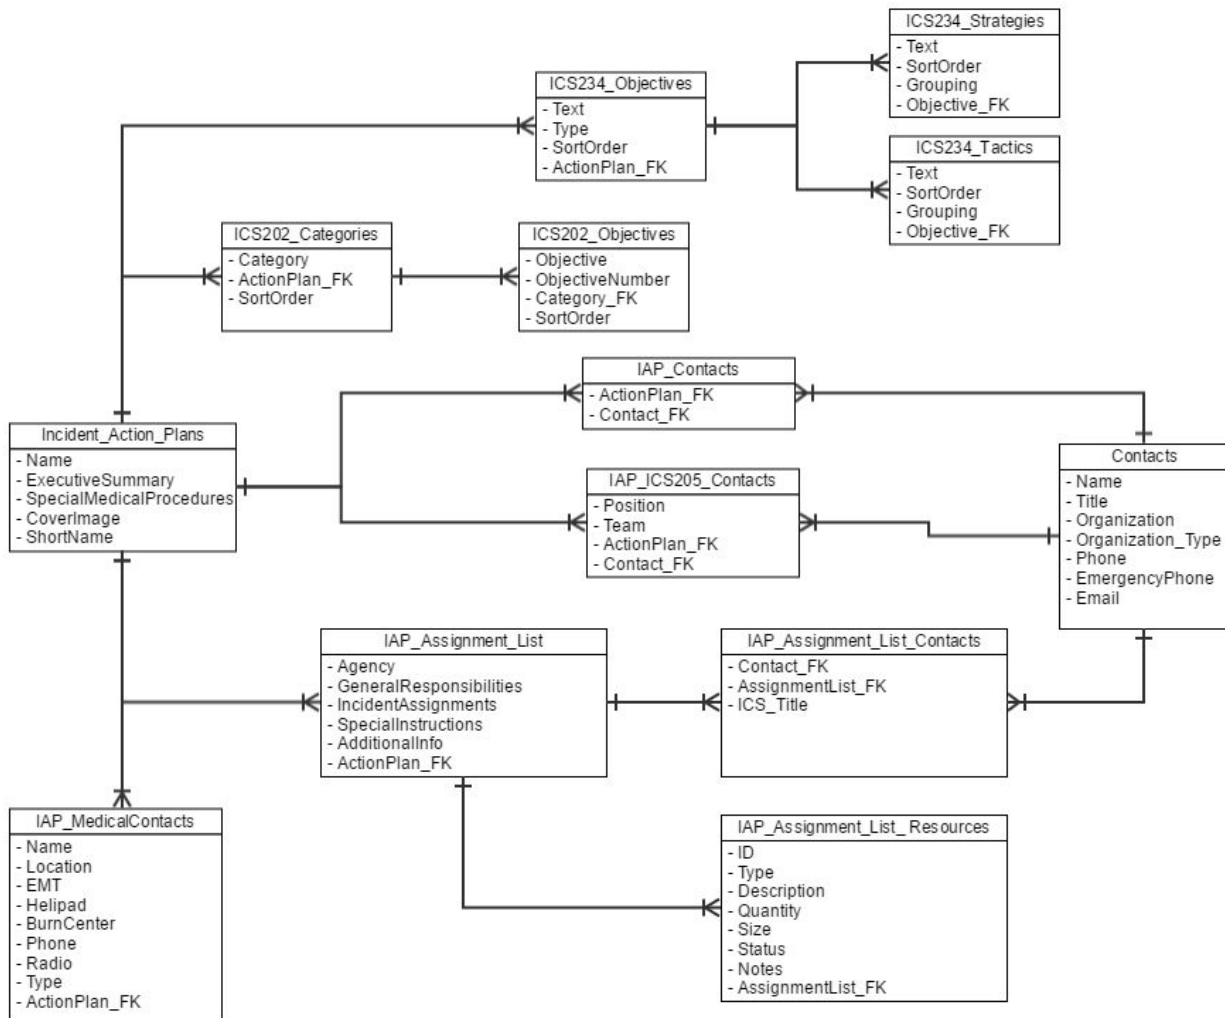 ICS234_Strategies
- Text
- SortOrder
- Grouping
- Objective_FK
ICS234_Objectives
- Text
- Type
- SortOrder
- ActionPlan_FK
ICS234_Tactics
- Text
- SortOrder
- Grouping
- Objective_FK
ICS202_Categories
- Category
- ActionPlan_FK
- SortOrder
ICS202_Objectives
- Objective
- ObjectiveNumber
- Category_FK
- SortOrder
IAP_Contacts
- ActionPlan_FK
- Contact_FK
Incident_Action_Plans
- Name
- ExecutiveSummary
- SpecialMedicalProcedures
- CoverImage
- ShortName
IAP_ICS205_Contacts
- Position
- Team
- ActionPlan_FK
- Contact_FK
Contacts
- Name
- Title
- Organization
- Organization_Type
- Phone
- EmergencyPhone
- Email
IAP_Assignment_List
- Agency
- GeneralResponsibilities
- IncidentAssignments
- SpecialInstructions
- AdditionalInfo
- ActionPlan_FK
IAP_Assignment_List_Contacts
- Contact_FK
- AssignmentList_FK
- ICS_Title
IAP_MedicalContacts
- Name
- Location
- EMT
- Helipad
- BurnCenter
- Phone
- Radio
- Type
- ActionPlan_FK
IAP_Assignment_List_ Resources
- ID
- Type
- Description
- Quantity
- Size
- Status
- Notes
- AssignmentList_FK